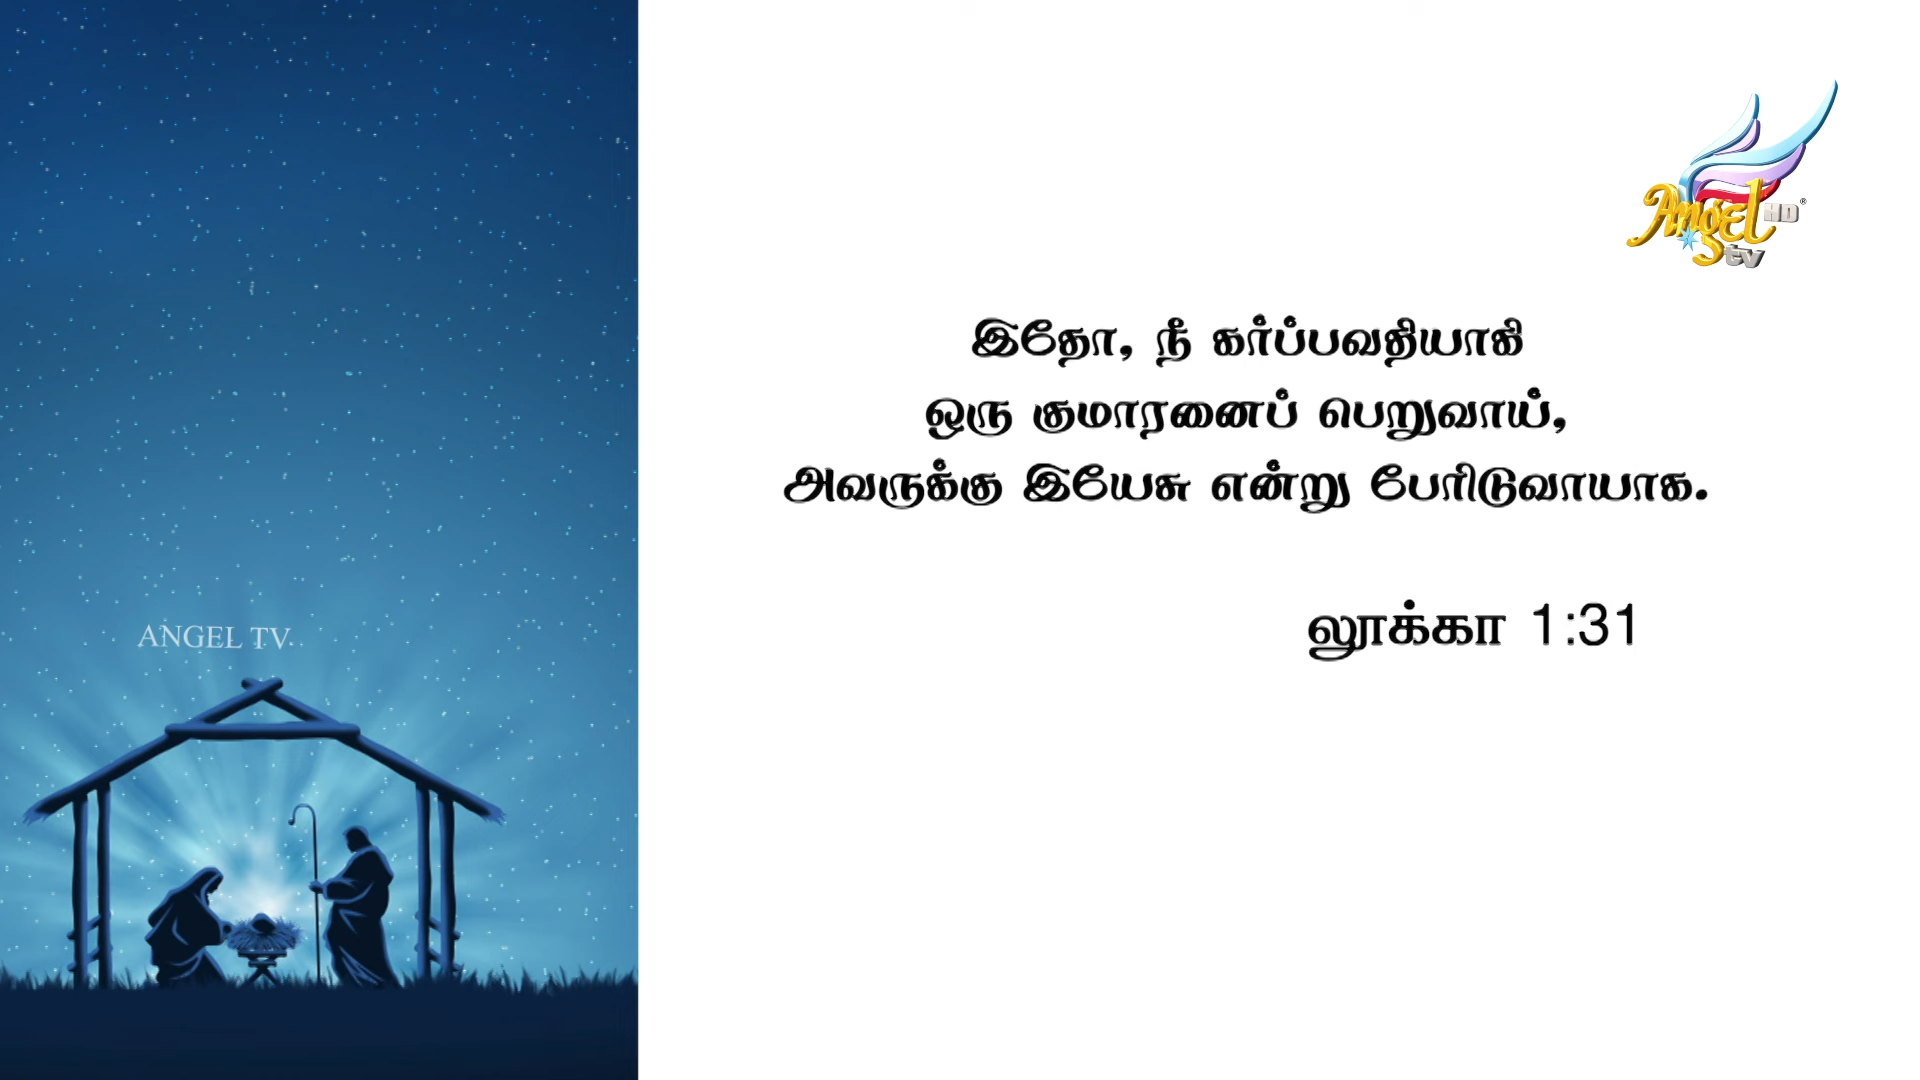 Angel HD®
tv
இதோ, நீ கர்ப்பவதியாகி
ஒரு குமாரனைப் பெறுவாய்,
அவருக்கு இயேசு என்று பேரிடுவாயாக.
லூக்கா 1:31
ANGEL TV